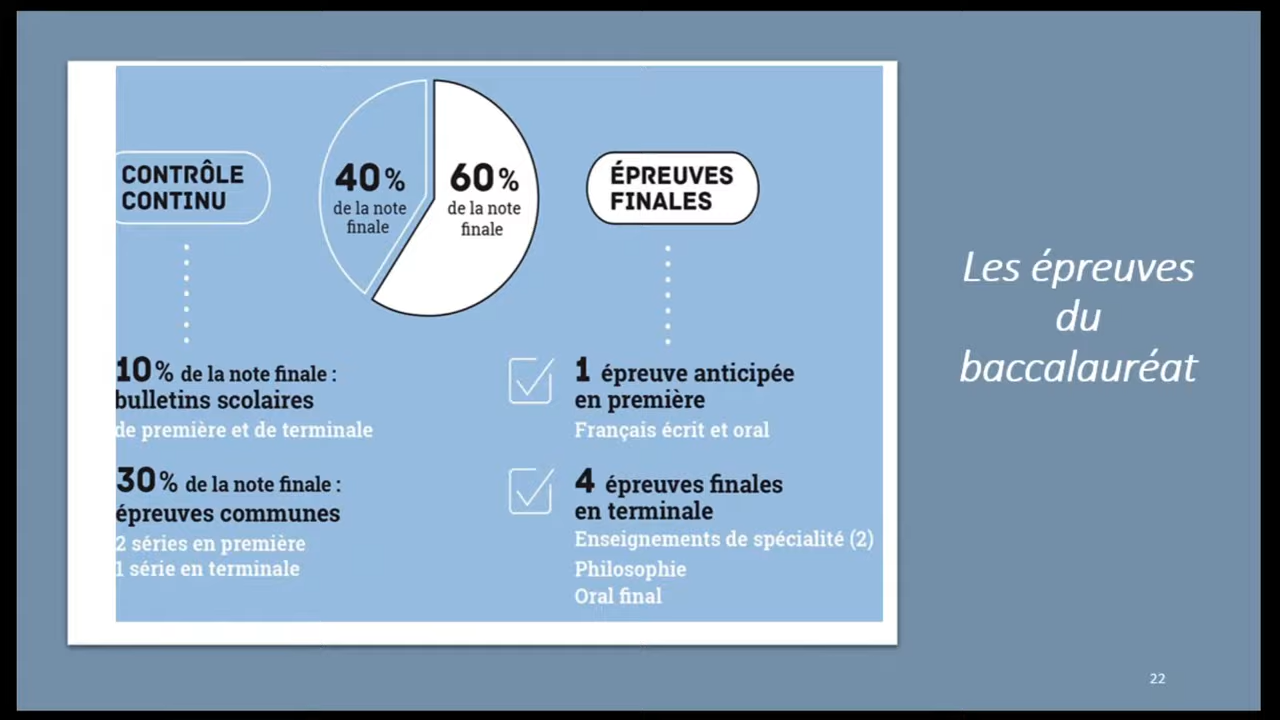 CONTRÔLE
CONTINU
40%
de la note
finale
60%
de la note
finale
ÉPREUVES
FINALES
10% de la note finale :
bulletins scolaires
de première et de terminale
30% de la note finale :
épreuves communes
2 séries en première
1 série en terminale
1 épreuve anticipée
en première
Français écrit et oral
4 épreuves finales
en terminale
Enseignements de spécialité (2)
Philosophie
Oral final
Les épreuves
du
baccalauréat
22